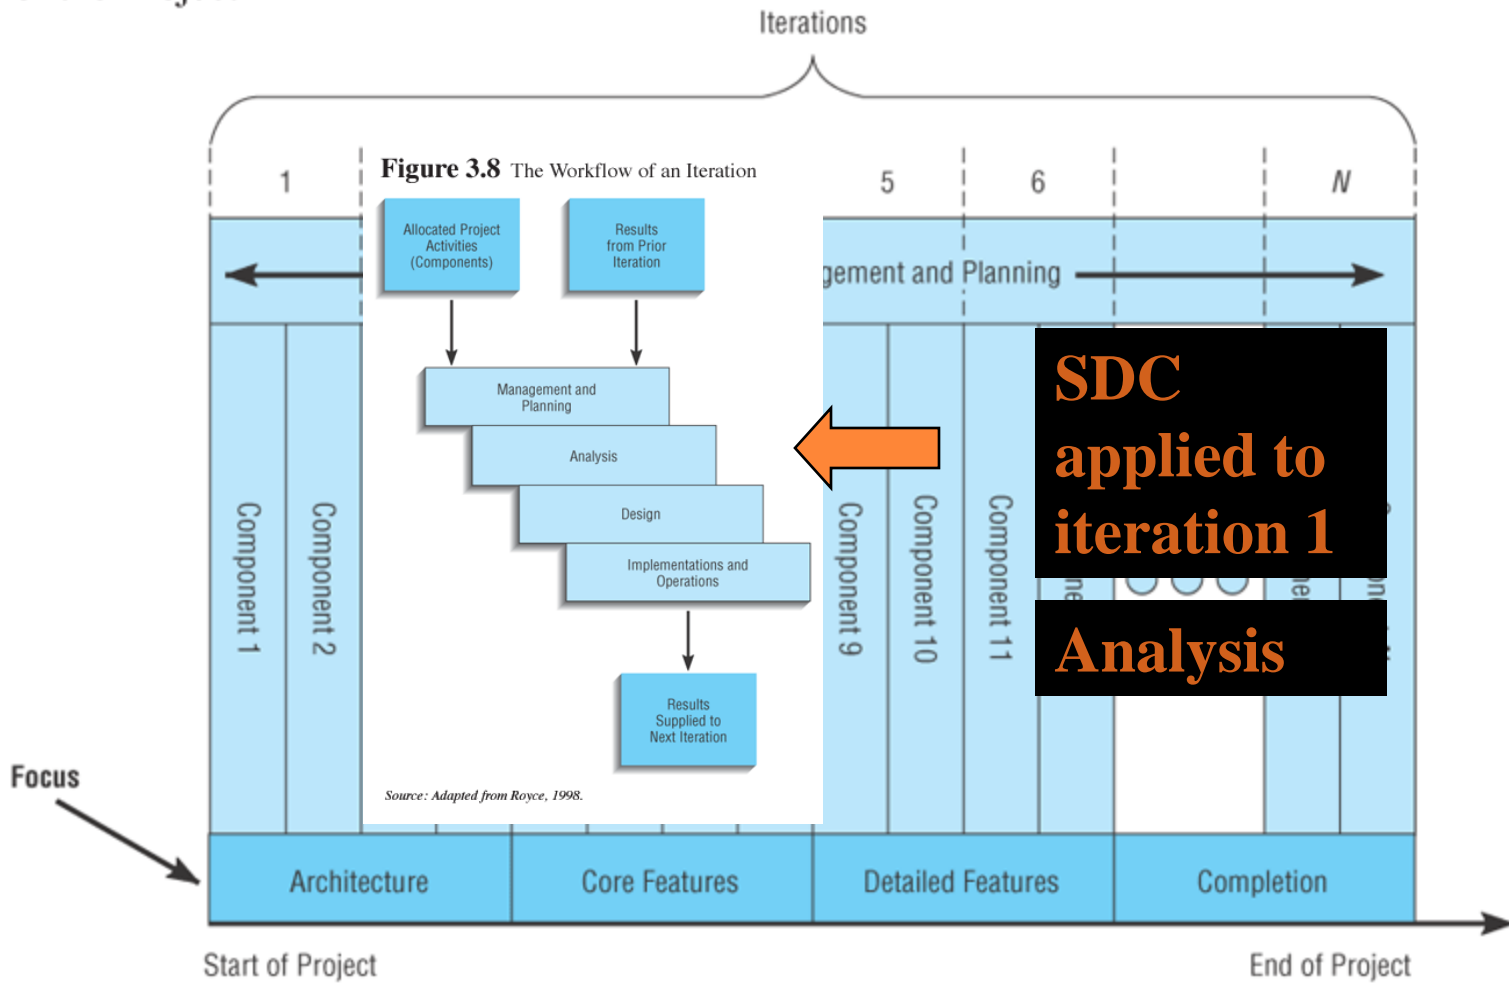 Iterations
1
5
6
N
Figure 3.8 The Workflow of an Iteration
Allocated Project
Activities
(Components)
Results
from Prior
Iteration
and Planning
Management and
Planning
Analysis
Design
Implementations and
Operations
Results
Supplied to
Next Iteration
Source: Adapted from Royce, 1998.
SDC
applied to
iteration 1
Analysis
Component 1
Component 2
Component 9
Component 10
Component 11
Focus
Architecture
Core Features
Detailed Features
Completion
Start of Project
End of Project